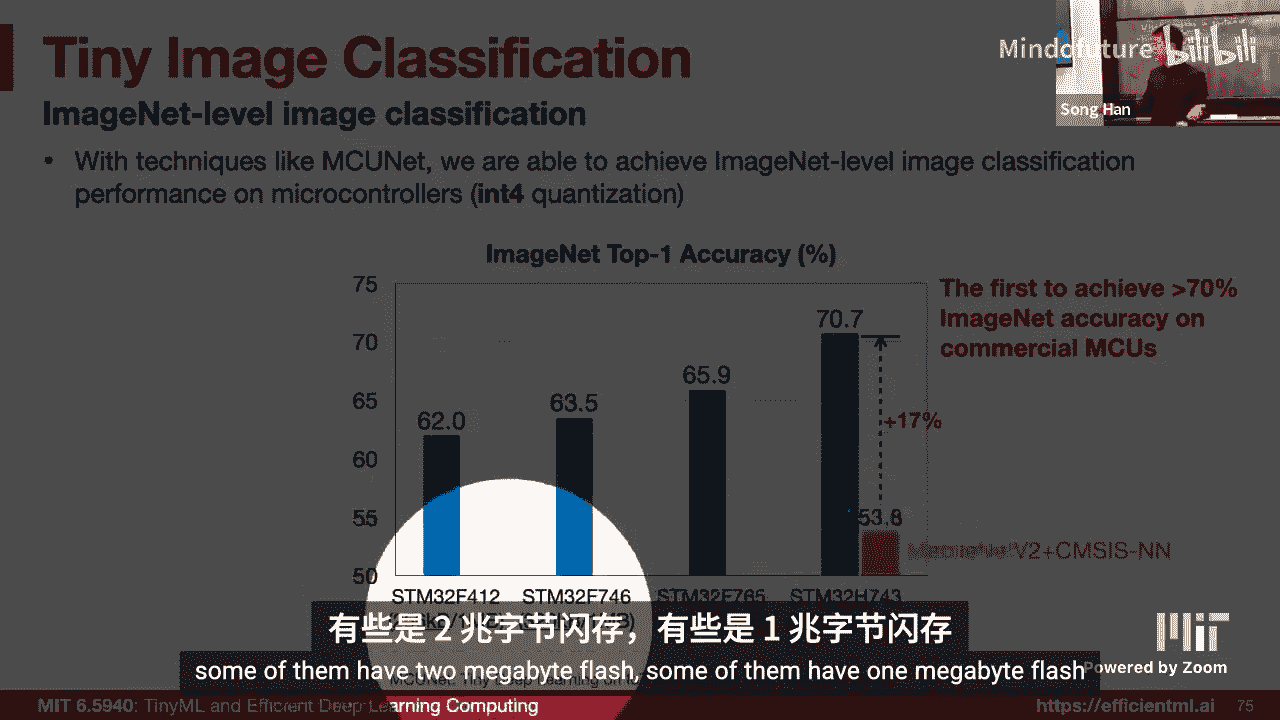 Tiny Image Classification
Mindofuture
bilibili
Song Han
ImageNet-level image classification
• With techniques like MCUNet, we are able to achieve ImageNet-level image classification
performance on microcontrollers (int4 quantization)
ImageNet Top-1 Accuracy (%)
75
70
65
60
55
50
62.0
63.5
65.9
70.7
+17%
53.8
The first to achieve >70%
ImageNet accuracy on
commercial MCUs
MobileNetV2+CMSIS-NN
STM32F412
STM32F746
STM32F765
STM32H743
有些是 2 兆字节闪存，有些是 1 兆字节闪存
some of them have two megabyte flash, some of them have one megabyte flash
MIT
Powered by Zoom
MIT 6.5940: TinyML and Efficient Deep Learning Computing
https://efficientml.ai
75